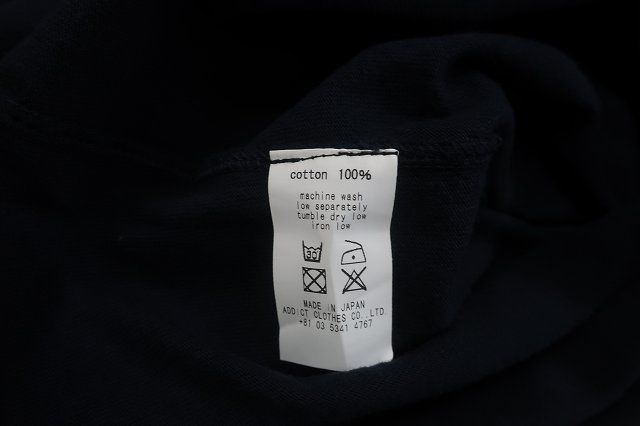 cotton 100%
machine wash
low separately
tumble dry low
iron low
30
MADE IN JAPAN
ADDICT CLOTHES CO.,LTD.
+81 03 5341 4767